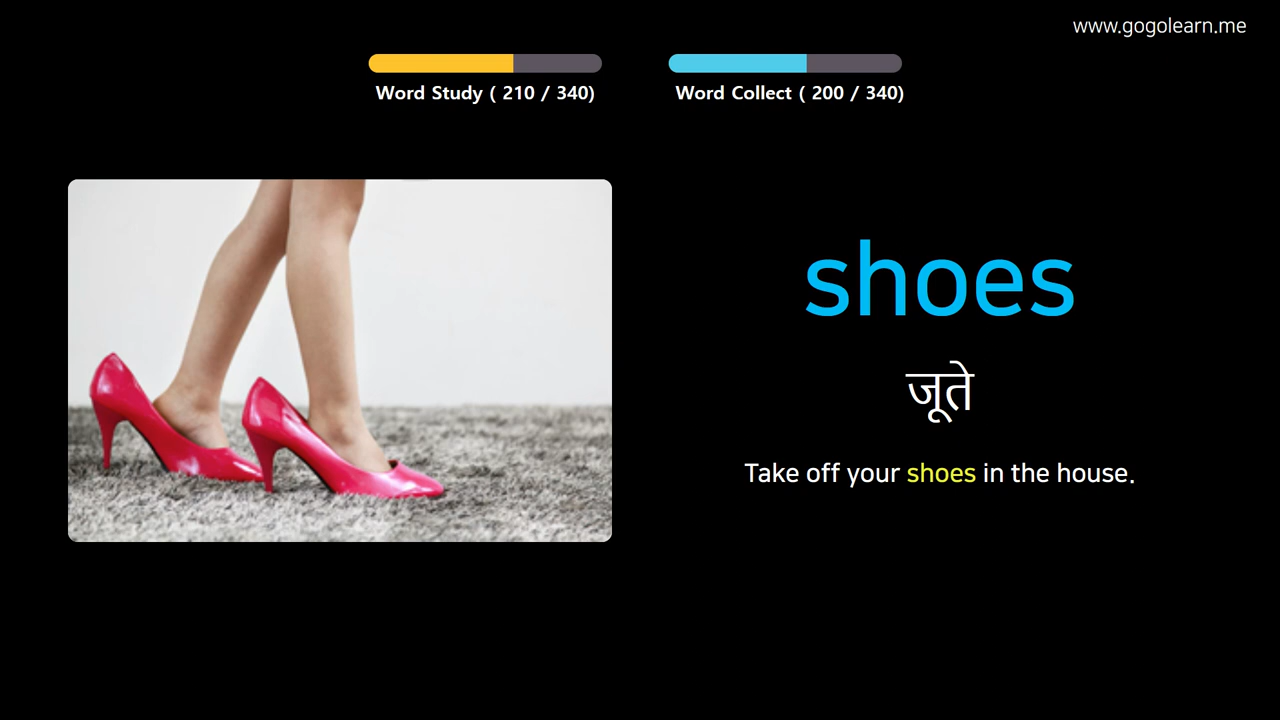 www.gogolearn.me
Word Study ( 210 / 340)
Word Collect ( 200 / 340)
shoes
जूते
Take off your shoes in the house.